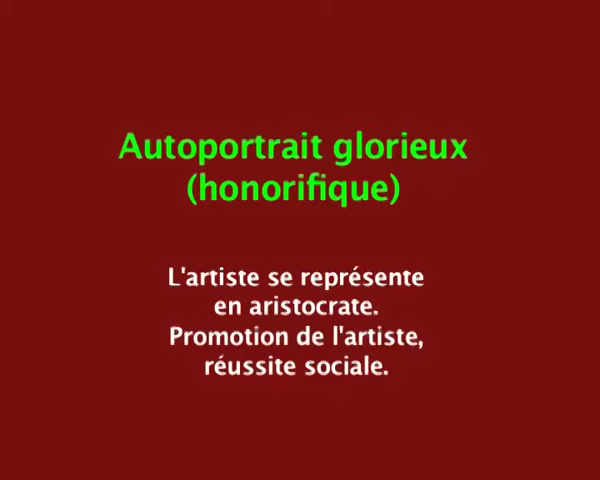 Autoportrait glorieux
(honorifique)
L'artiste se représente
en aristocrate.
Promotion de l'artiste,
réussite sociale.